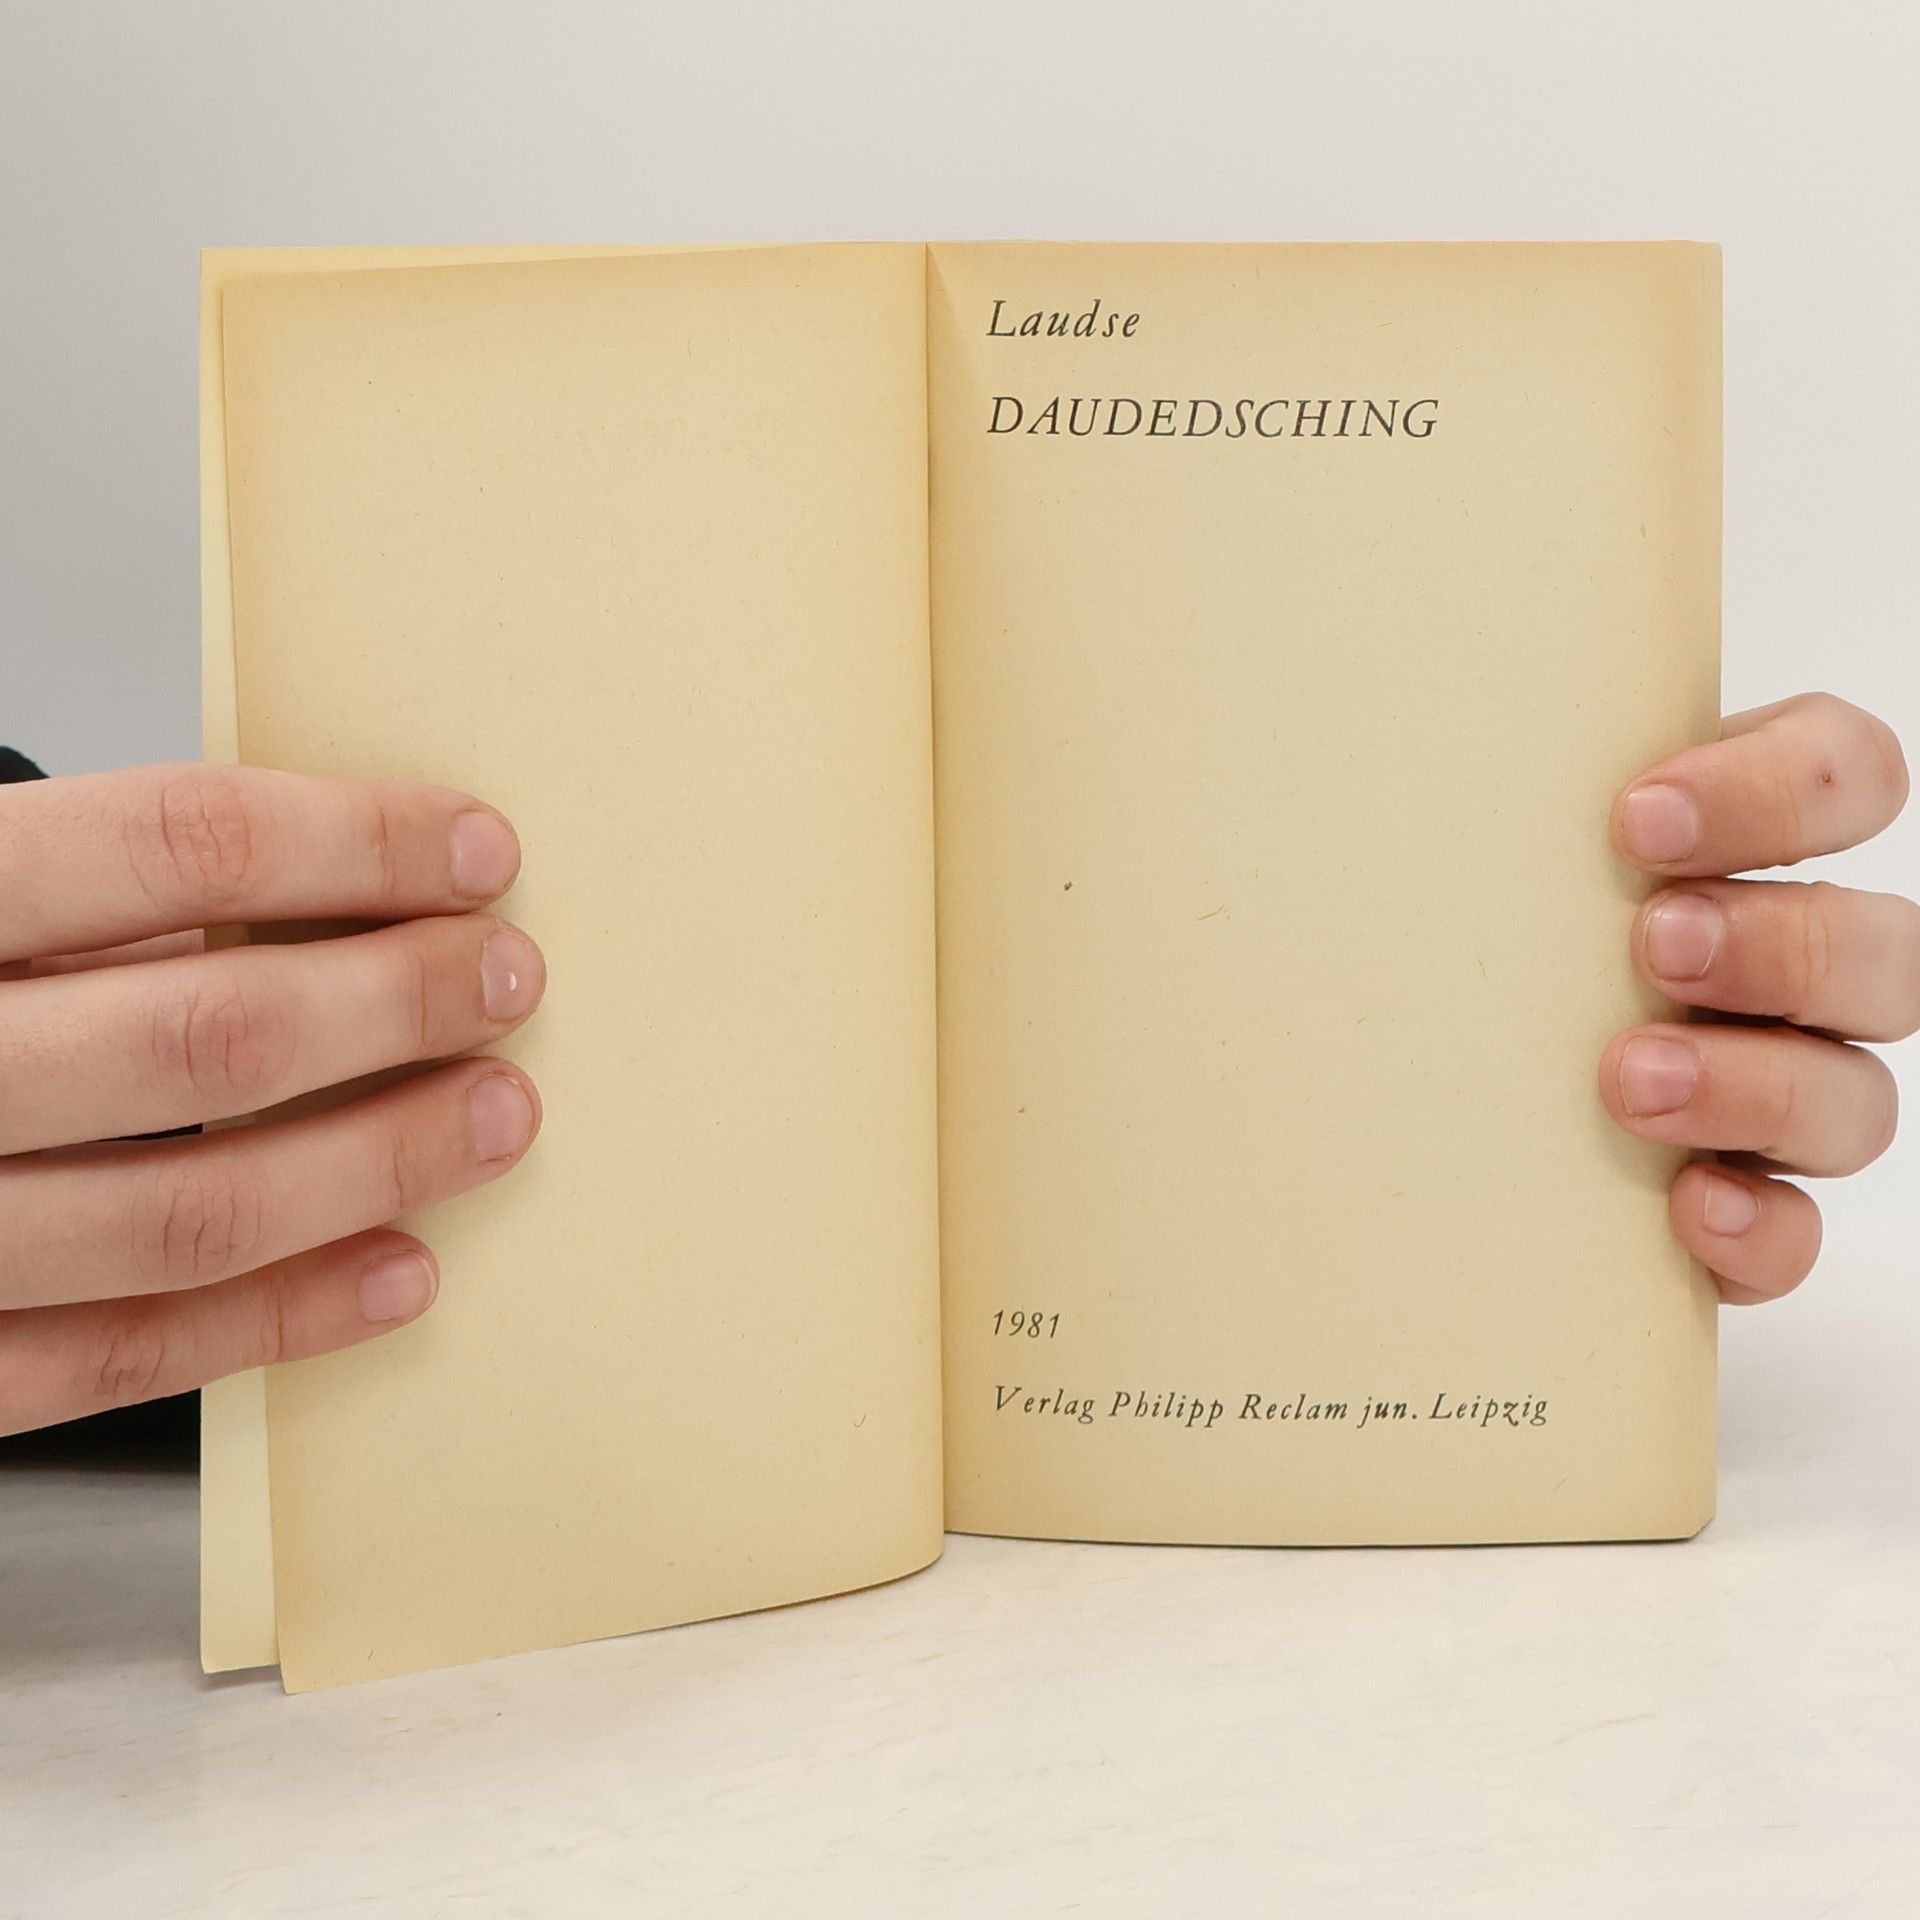 Laudse
DAUDEDSCHING
1981
Verlag Philipp Reclam jun. Leipzig